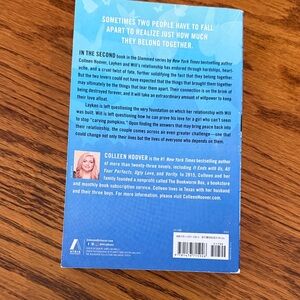 SOMETIMES TWO PEOPLE HAVE TO FALL
APART TO REALIZE JUST HOW MUCH
THEY BELONG TOGETHER.
IN THE SECOND book in the Slammed series by New York Times bestselling author
Colleen Hoover, Layken and Will's relationship has endured through hardships, heart-
ache, and a cruel twist of fate, further solidifying the fact that they belong together.
But the two lovers could not have expected that the things that brought them together
may ultimately be the things that tear them apart. Their connection is on the brink of
being destroyed forever, and it will take an extraordinary amount of willpower to keep
their love afloat.
Layken is left questioning the very foundation on which her relationship with Will
was built. Will is left questioning how he can prove his love for a girl who can't seem
to stop "carving pumpkins." Upon finding the answers that may bring peace back into
their relationship, the couple comes across an even greater challenge—one that
could change not only their lives but the lives of everyone who depends on them.
COLLEEN HOOVER is the #1 New York Times bestselling author
of more than twenty-three novels, including It Ends with Us, All
Your Perfects, Ugly Love, and Verity. In 2015, Colleen and her
family founded a nonprofit called The Bookworm Box, a bookstore
and monthly book subscription service. Colleen lives in Texas with her husband
and their three boys. For more information, please visit ColleenHoover.com.
ATRIA